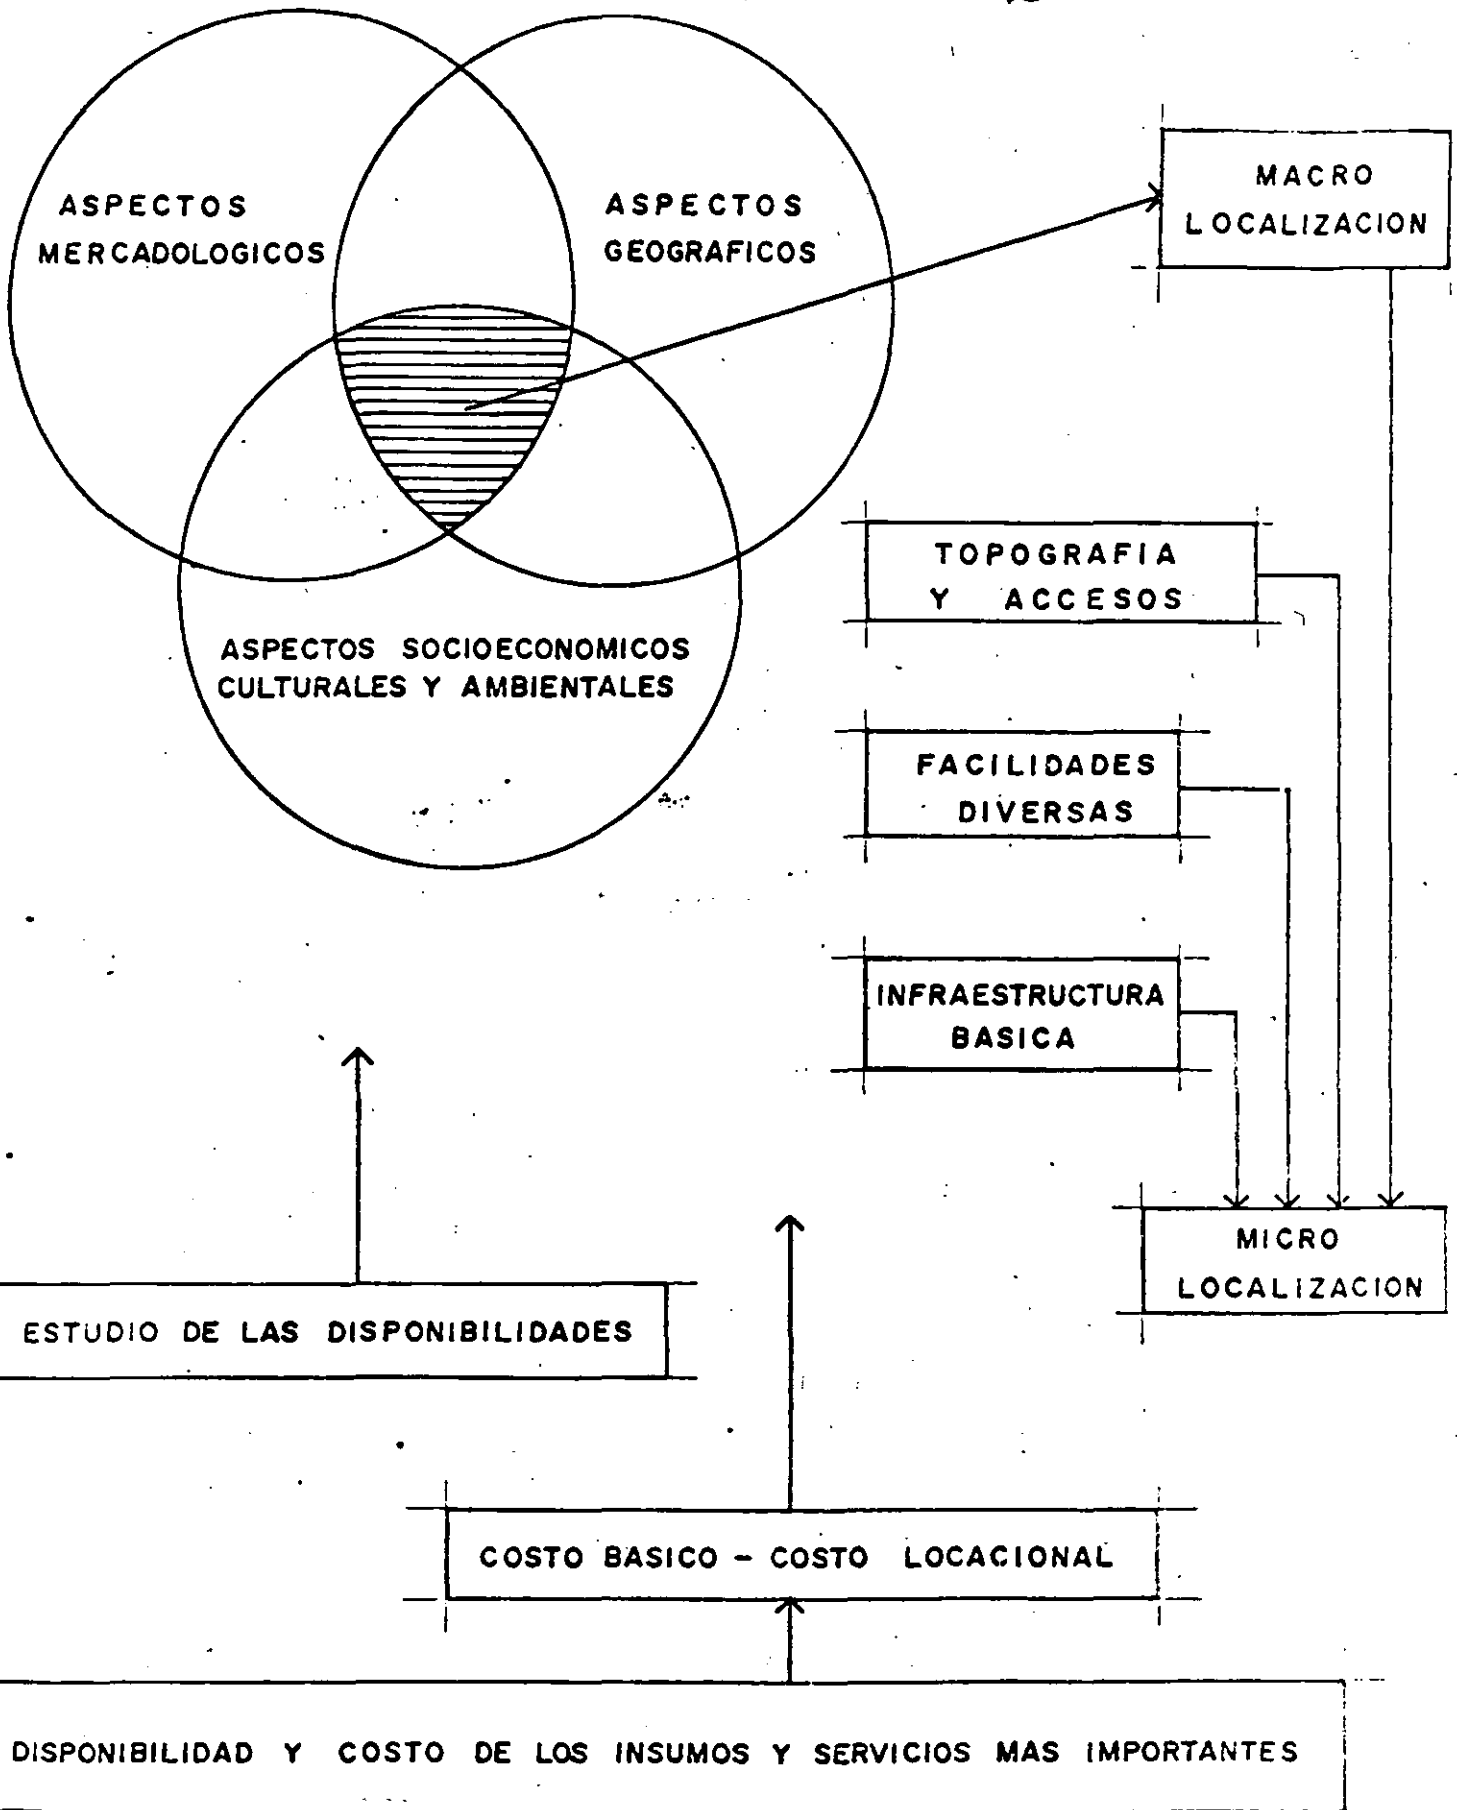 ASPECTOS
MERCADOLOGICOS
ASPECTOS
GEOGRAFICOS
MACRO
LOCALIZACION
ASPECTOS SOCIOECONOMICOS
CULTURALES Y AMBIENTALES
TOPOGRAFIA
Y ACCESOS
FACILIDADES
DIVERSAS
INFRAESTRUCTURA
BASICA
MICRO
LOCALIZACION
ESTUDIO DE LAS DISPONIBILIDADES
COSTO BASICO - COSTO LOCACIONAL
DISPONIBILIDAD Y COSTO DE LOS INSUMOS Y SERVICIOS MAS IMPORTANTES